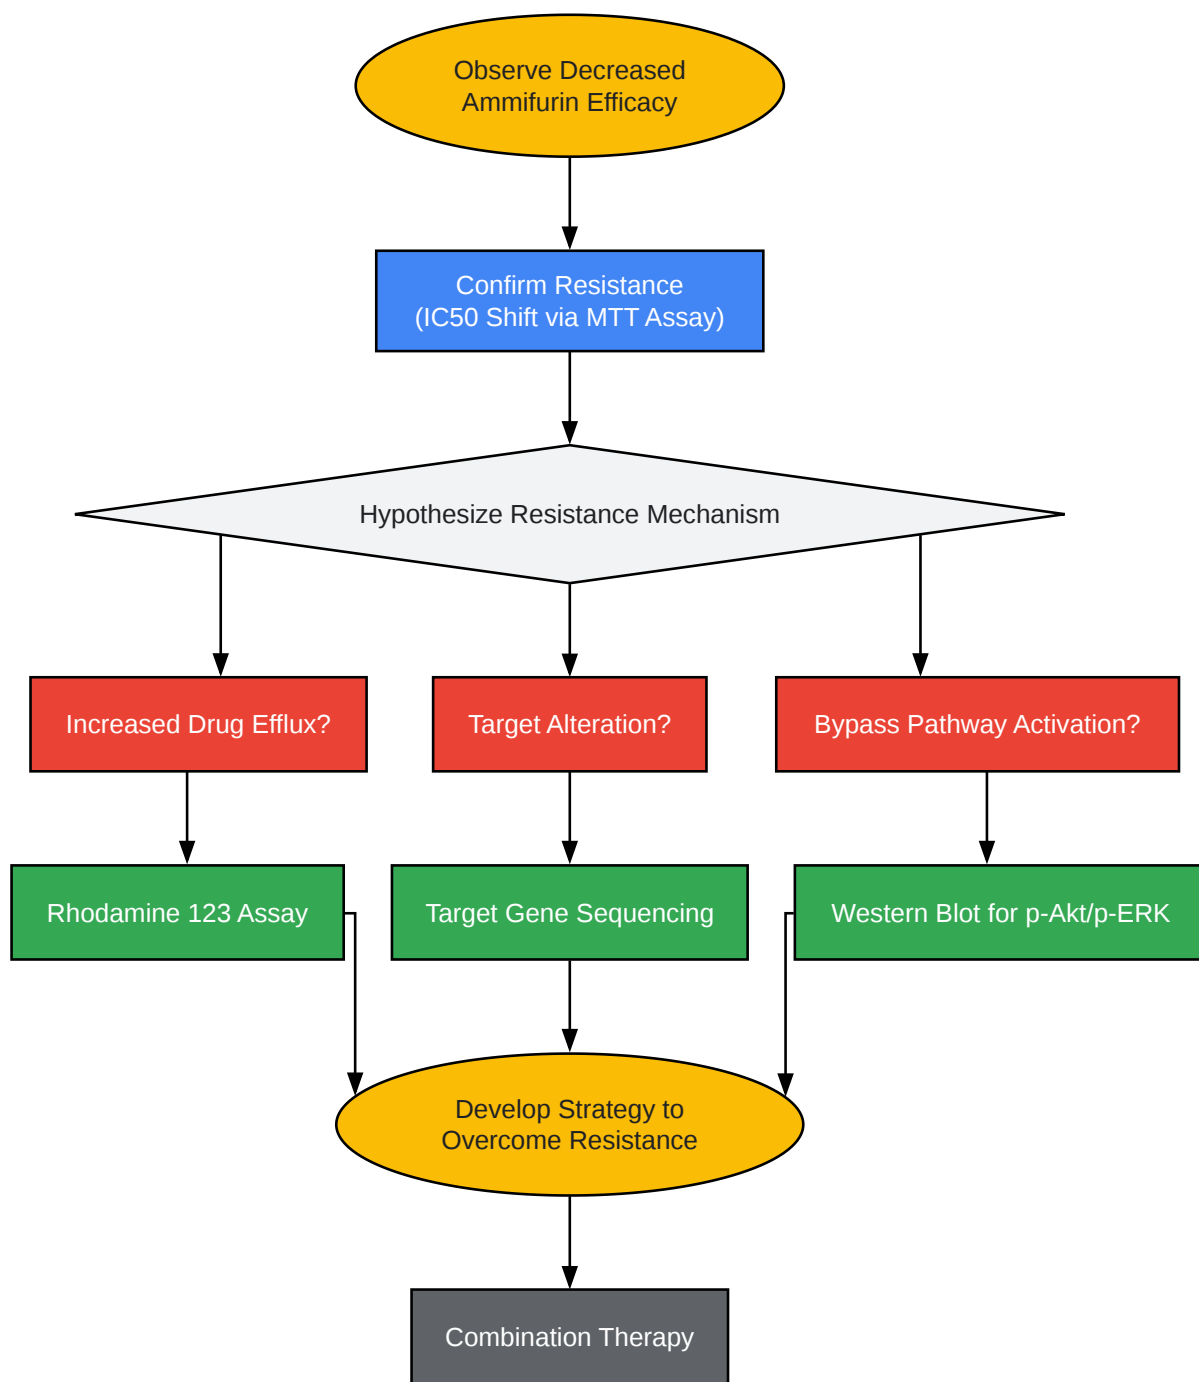 Observe Decreased
Ammifurin Efficacy
Confirm Resistance
(IC50 Shift via MTT Assay)
Hypothesize Resistance Mechanism
Increased Drug Efflux?
Target Alteration?
Bypass Pathway Activation?
Rhodamine 123 Assay
Target Gene Sequencing
Western Blot for p-Akt/p-ERK
Develop Strategy to
Overcome Resistance
Combination Therapy